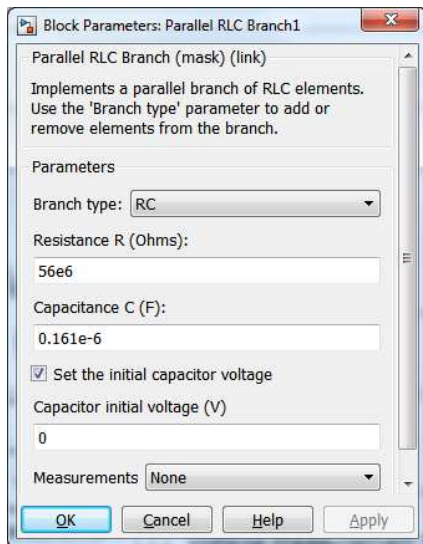 Block Parameters: Parallel RLC Branch1
Parallel RLC Branch (mask) (link)
Implements a parallel branch of RLC elements.
Use the 'Branch type' parameter to add or
remove elements from the branch.
Parameters
Branch type: RC
Resistance R (Ohms):
56e6
Capacitance C (F):
0.161e-6
Set the initial capacitor voltage
Capacitor initial voltage (V)
0
Measurements None
OK Cancel Help Apply